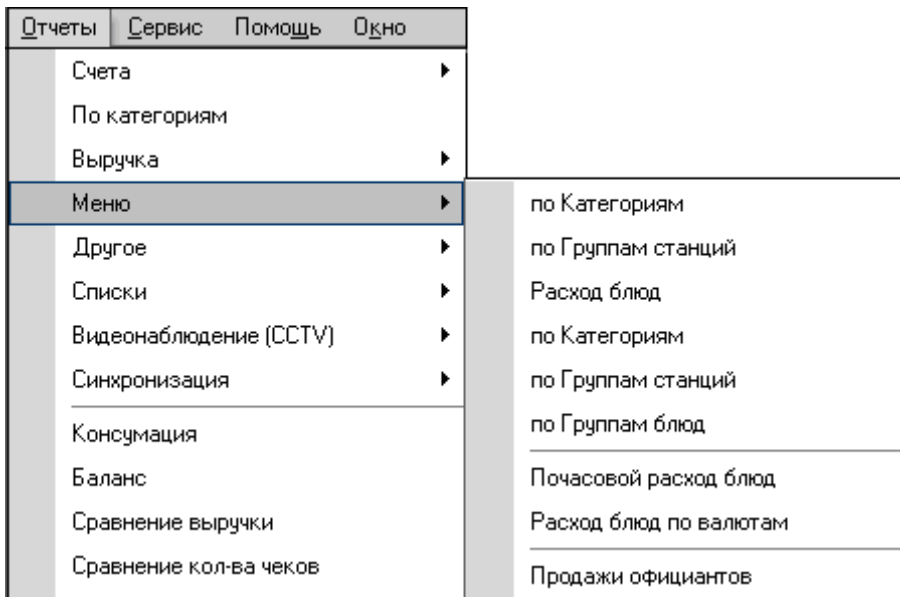 Отчеты Сервис Помощь Окно
Счета
По категориям
Выручка
Меню
Другое
Списки
Видеонаблюдение (CCTV)
Синхронизация
Консумация
Баланс
Сравнение выручки
Сравнение кол-ва чеков
по Категориям
по Группам станций
Расход блюд
по Категориям
по Группам станций
по Группам блюд
Почасовой расход блюд
Расход блюд по валютам
Продажи официантов